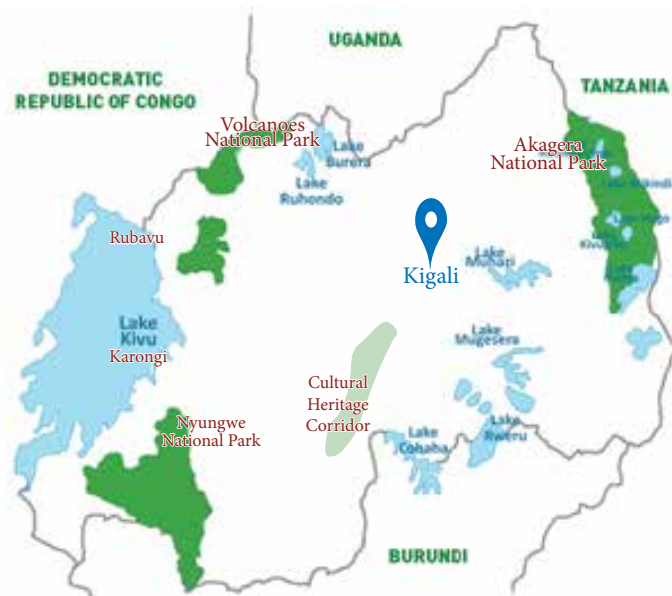 UGANDA
DEMOCRATIC
REPUBLIC OF CONGO
TANZANIA
Volcanoes
National Park
Lake
Burera
Lake
Ruhondo
Akagera
National Park
Rubavu
Kigali
Lake
Muhazi
Lake
Kivu
Karongi
Lake
Mugesera
Cultural
Heritage
Corridor
Nyungwe
National Park
Lake
Cohaha
Lake
Rweru
BURUNDI